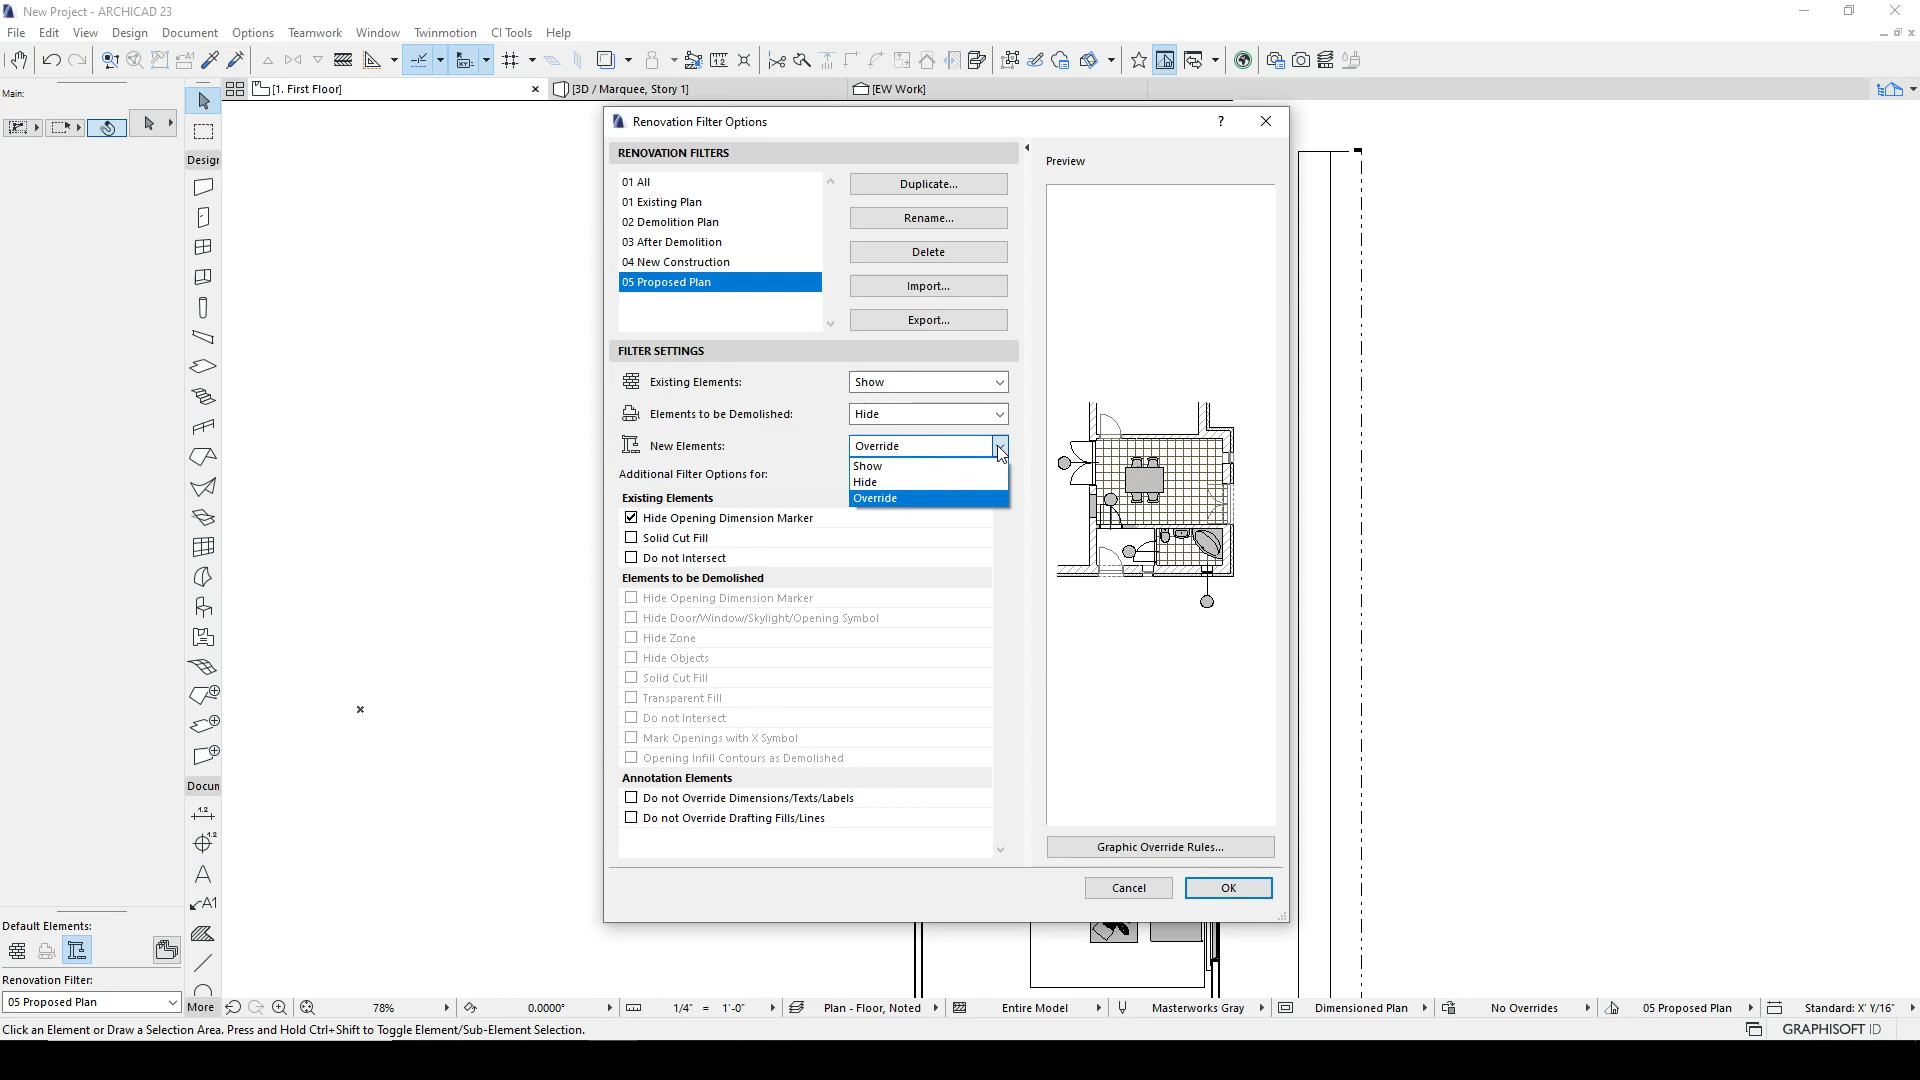 New Project - ARCHICAD 23
File Edit View Design Document Options Teamwork Window Twinmotion CI Tools Help
Main:
[1. First Floor]
[3D / Marquee, Story 1]
[EW Work]
Renovation Filter Options
RENOVATION FILTERS
Preview
01 All
01 Existing Plan
02 Demolition Plan
03 After Demolition
04 New Construction
05 Proposed Plan
Duplicate...
Rename...
Delete
Import...
Export...
FILTER SETTINGS
Existing Elements: Show
Elements to be Demolished: Hide
New Elements: Override
Show
Hide
Override
Additional Filter Options for:
Existing Elements
Hide Opening Dimension Marker
Solid Cut Fill
Do not Intersect
Elements to be Demolished
Hide Opening Dimension Marker
Hide Door/Window/Skylight/Opening Symbol
Hide Zone
Hide Objects
Solid Cut Fill
Transparent Fill
Do not Intersect
Mark Openings with X Symbol
Opening Infill Contours as Demolished
Annotation Elements
Do not Override Dimensions/Texts/Labels
Do not Override Drafting Fills/Lines
Graphic Override Rules...
Cancel
OK
Desigr
Docun
1.2
1.2
A
A1
More
Default Elements:
Renovation Filter:
05 Proposed Plan
78%
0.0000°
1/4" = 1'-0"
Plan - Floor, Noted
Entire Model
Masterworks Gray
Dimensioned Plan
No Overrides
05 Proposed Plan
Standard: X' Y/16"
Click an Element or Draw a Selection Area. Press and Hold Ctrl+Shift to Toggle Element/Sub-Element Selection.
GRAPHISOFT ID